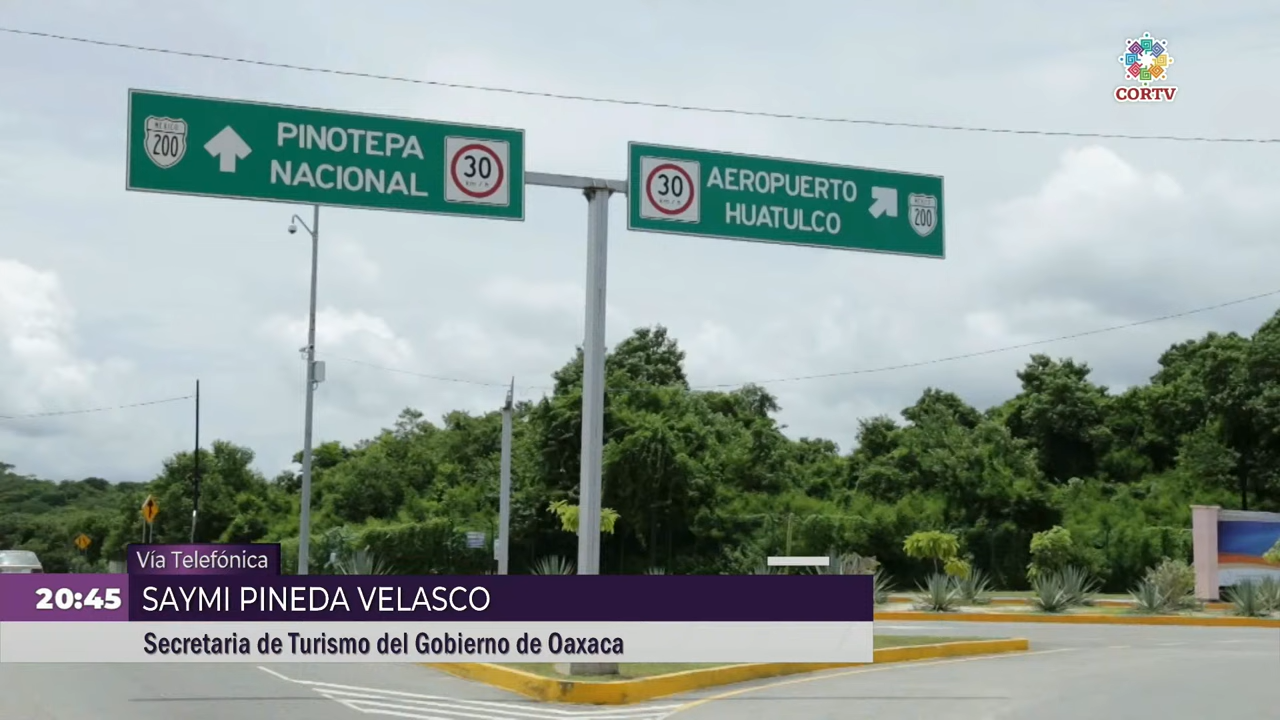 CORTV
MEXICO
200
PINOTEPA
NACIONAL
30
km/h
30
km/h
AEROPUERTO
HUATULCO
MEXICO
200
Vía Telefónica
20:45
SAYMI PINEDA VELASCO
Secretaria de Turismo del Gobierno de Oaxaca